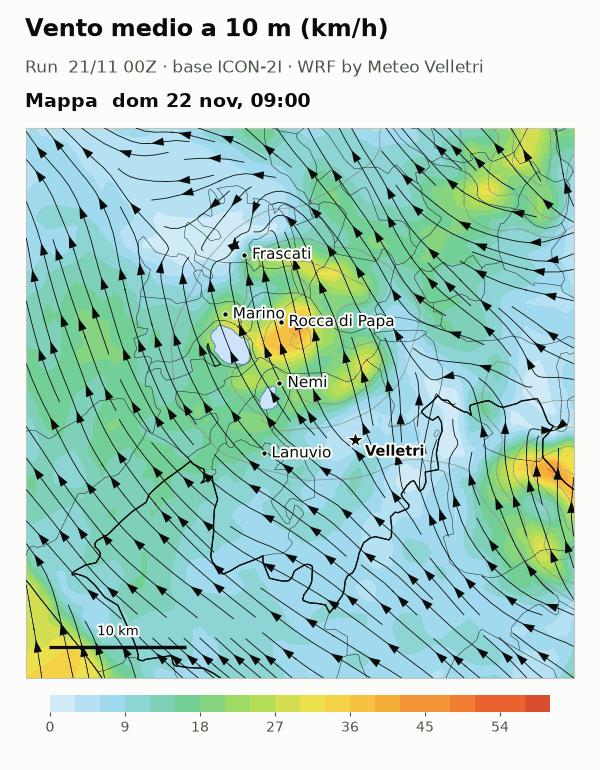 Vento medio a 10 m (km/h)
Run  21/11 00Z · base ICON-2I · WRF by Meteo Velletri
Mappa  dom 22 nov, 09:00
Frascati
Marino
Rocca di Papa
Nemi
Velletri
Lanuvio
10 km
0 9 18 27 36 45 54